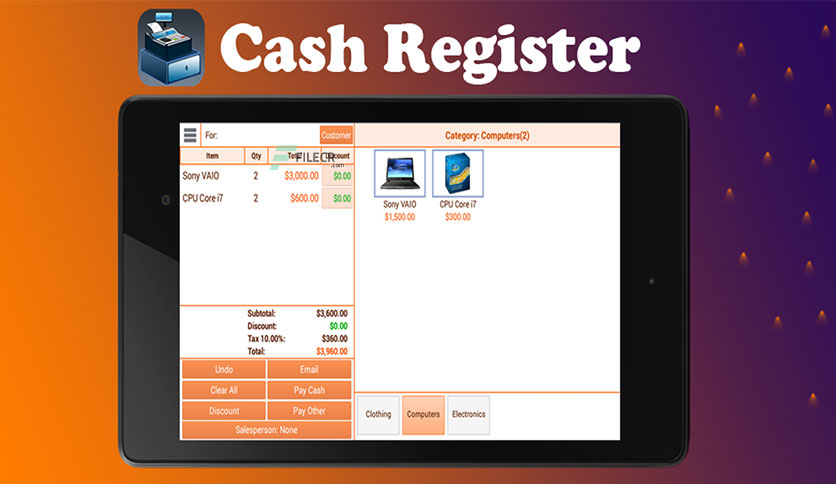 Cash Register
For: Customer
Category: Computers(2)
Item Qty Total Discount
FILECR
.com
Sony VAIO 2 $3,000.00 $0.00
CPU Core i7 2 $600.00 $0.00
Sony VAIO
$1,500.00
CPU Core i7
$300.00
Subtotal: $3,600.00
Discount: $0.00
Tax 10.00%: $360.00
Total: $3,960.00
Undo Email
Clear All Pay Cash
Discount Pay Other
Salesperson: None
Clothing Computers Electronics